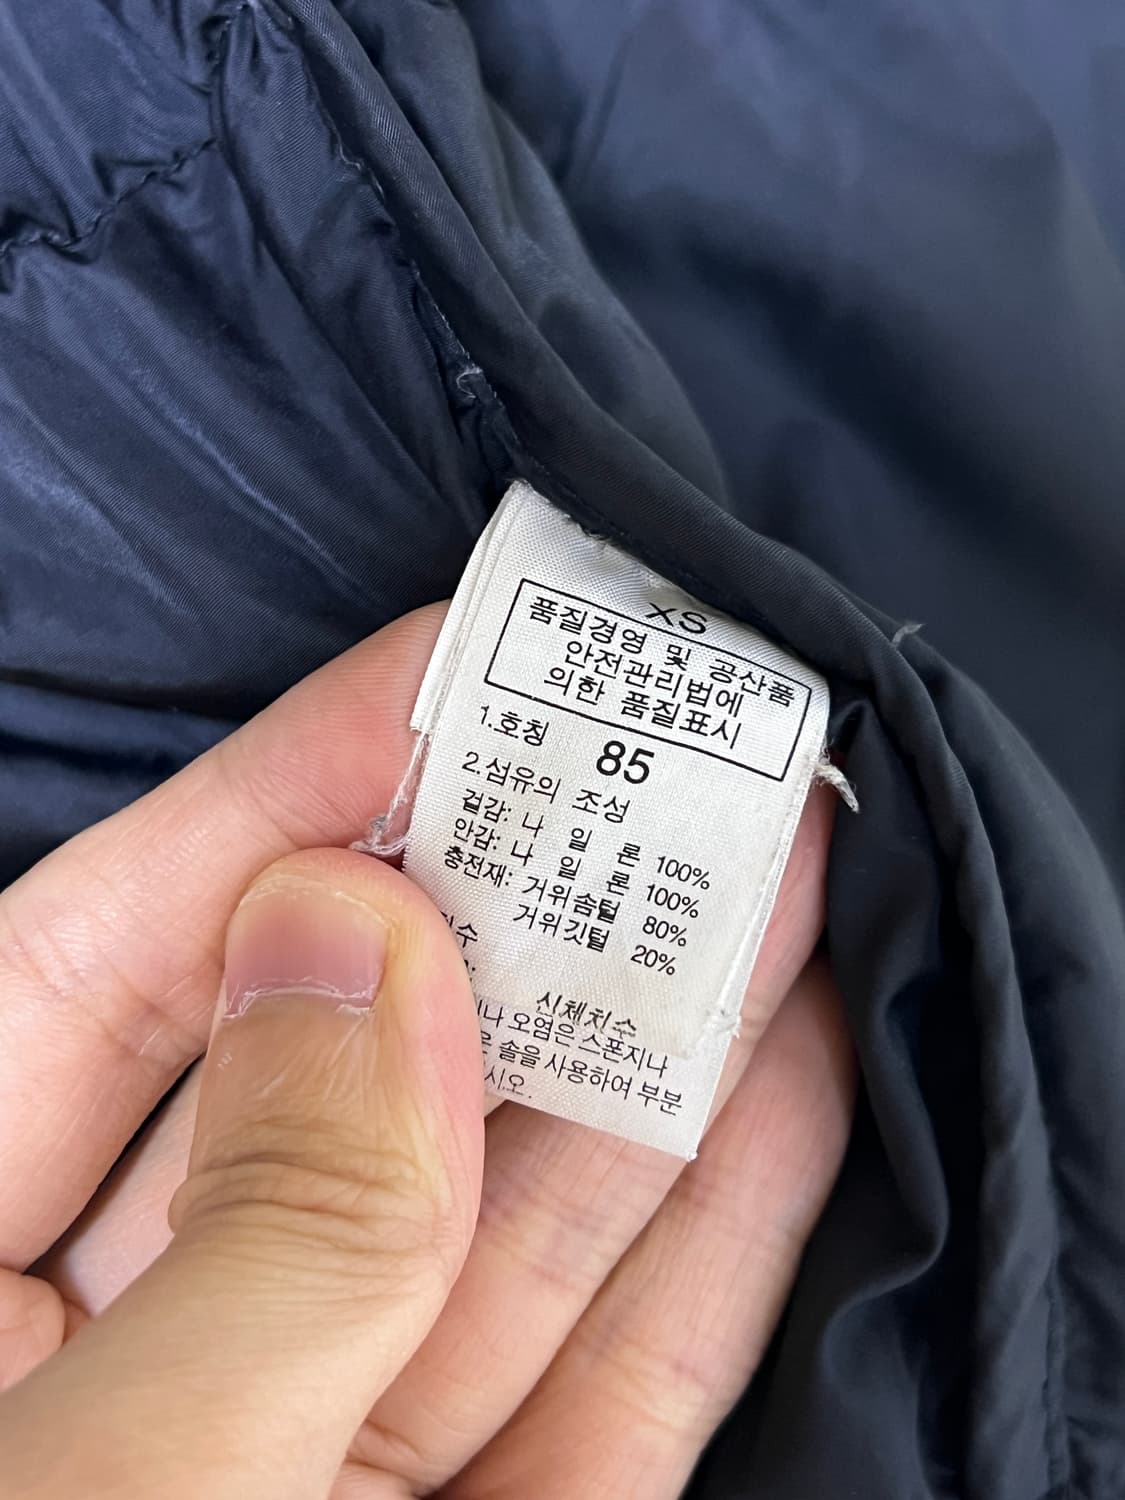 XS
품질경영 및 공산품
안전관리법에
의한 품질표시
1.호칭 85
2.섬유의 조성
겉감: 나 일 론 100%
안감: 나 일 론 100%
충전재: 거위솜털 80%
거위깃털 20%
신체치수
오염은 스폰지나
솔을 사용하여 부분